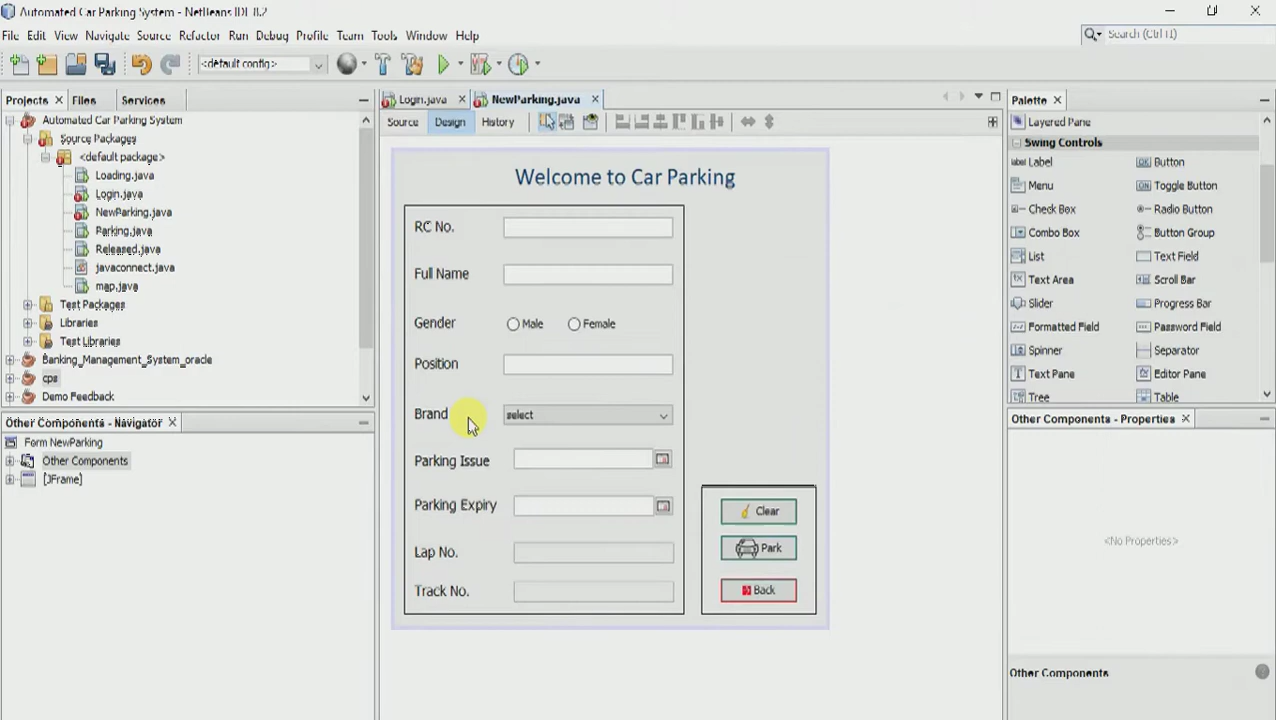 Automated Car Parking System - NetBeans IDE 8.2
File Edit View Navigate Source Refactor Run Debug Profile Team Tools Window Help
Search (Ctrl+I)
<default config>
Projects Files Services
Automated Car Parking System
Source Packages
<default package>
Loading.java
Login.java
NewParking.java
Parking.java
Released.java
javaconnect.java
map.java
Test Packages
Libraries
Test Libraries
Banking_Management_System_oracle
cps
Demo Feedback
Other Components - Navigator
Form NewParking
Other Components
[JFrame]
Login.java NewParking.java
Source Design History
Welcome to Car Parking
RC No.
Full Name
Gender Male Female
Position
Brand select
Parking Issue
Parking Expiry
Lap No.
Track No.
Clear
Park
Back
Palette
Layered Pane
Swing Controls
label Label OK Button
Menu ON Toggle Button
Check Box Radio Button
Combo Box Button Group
List Text Field
Text Area Scroll Bar
Slider Progress Bar
Formatted Field Password Field
Spinner Separator
Text Pane Editor Pane
Tree Table
Other Components - Properties
<No Properties>
Other Components